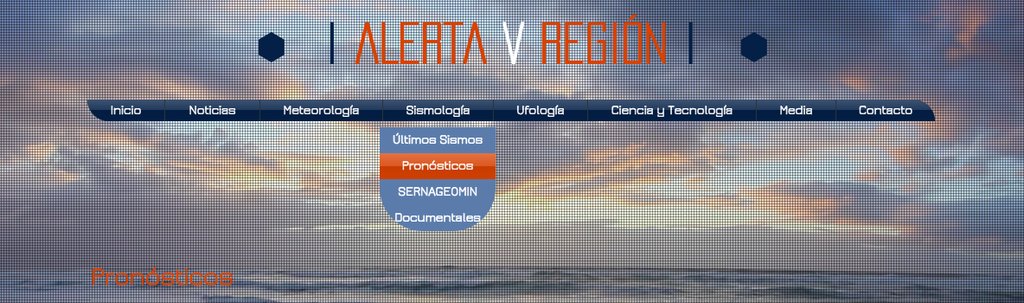 ALERTA V REGIÓN
Inicio Noticias Meteorología Sismología Ufología Ciencia y Tecnología Media Contacto
Últimos Sismos
Pronósticos
SERNAGEOMIN
Documentales
Pronósticos